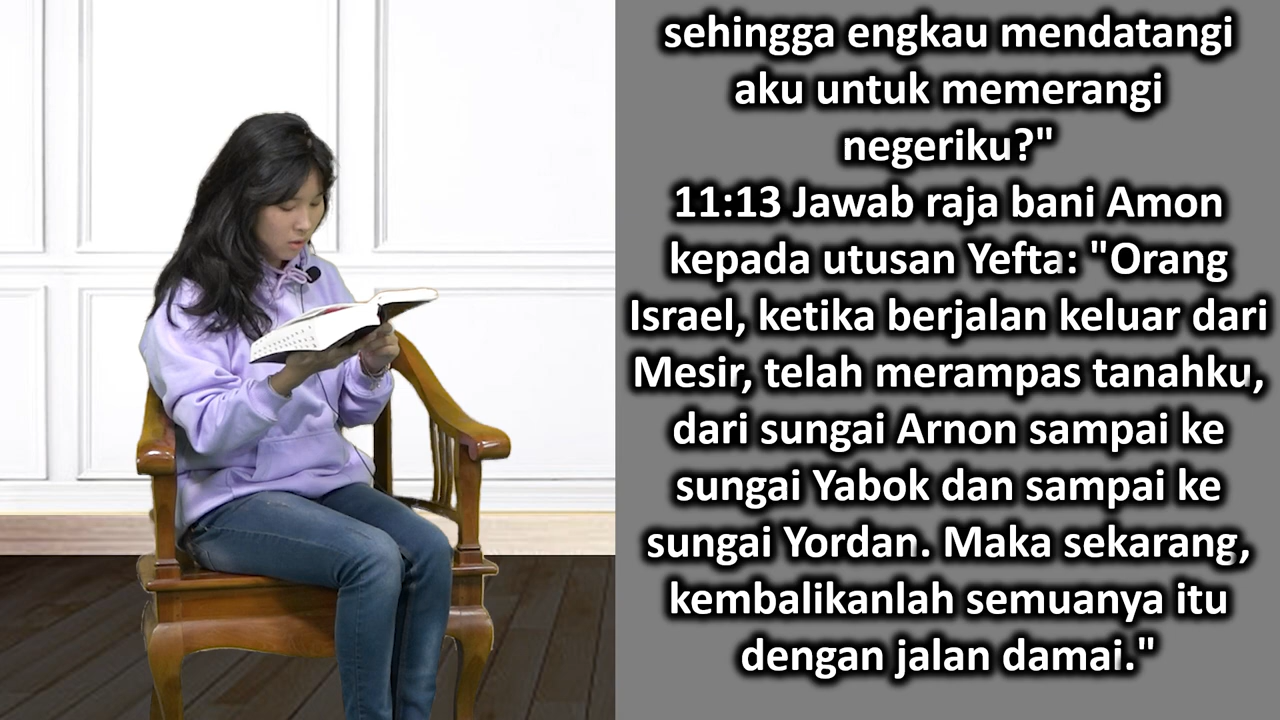 sehingga engkau mendatangi
aku untuk memerangi
negeriku?"
11:13 Jawab raja bani Amon
kepada utusan Yefta: "Orang
Israel, ketika berjalan keluar dari
Mesir, telah merampas tanahku,
dari sungai Arnon sampai ke
sungai Yabok dan sampai ke
sungai Yordan. Maka sekarang,
kembalikanlah semuanya itu
dengan jalan damai."